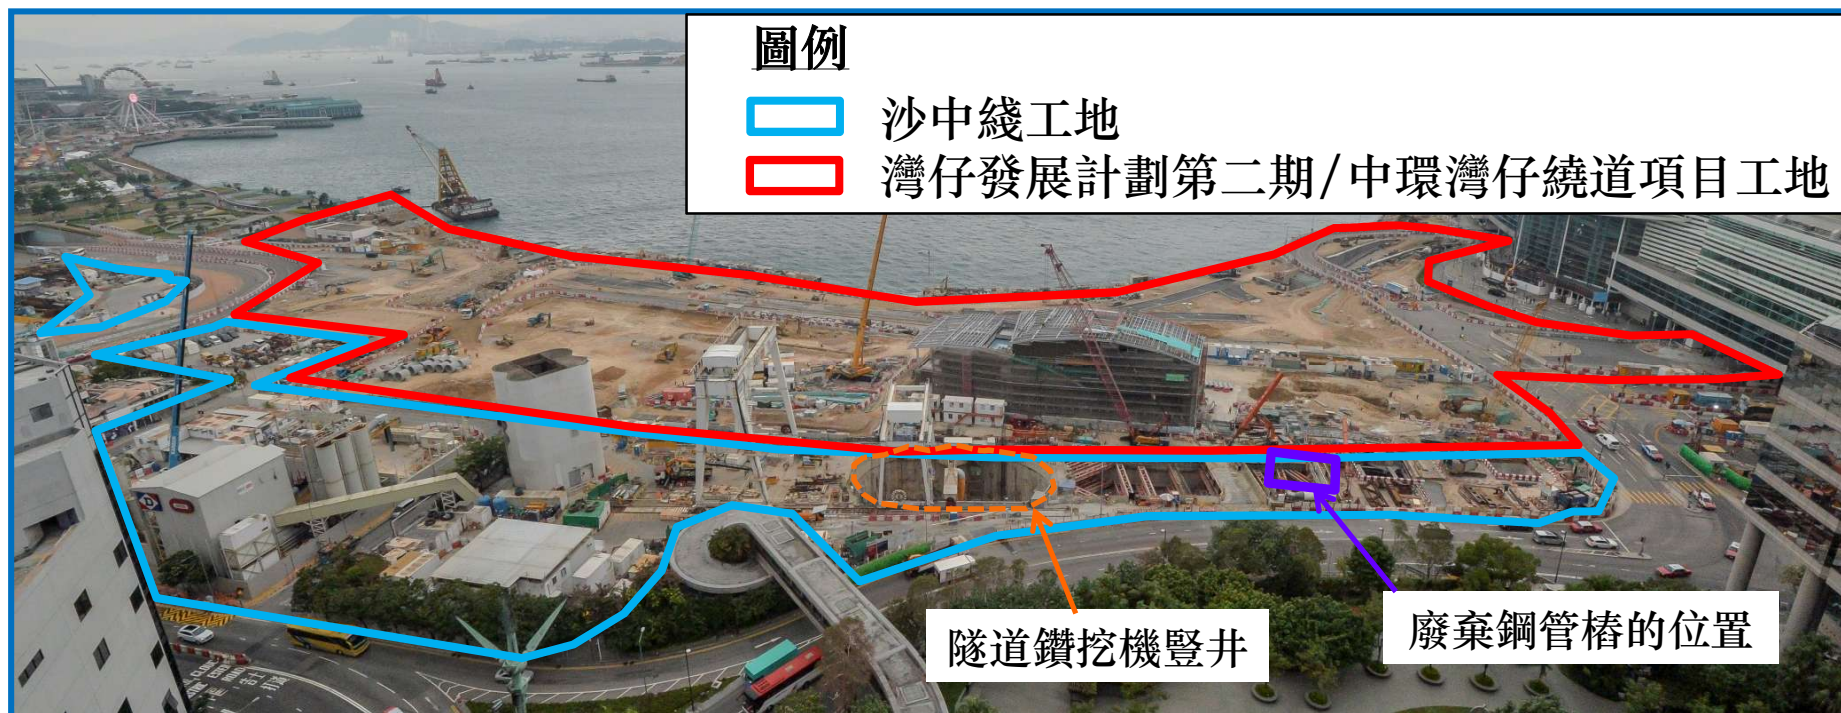 圖例
沙中綫工地
灣仔發展計劃第二期/中環灣仔繞道項目工地
隧道鑽挖機豎井
廢棄鋼管樁的位置